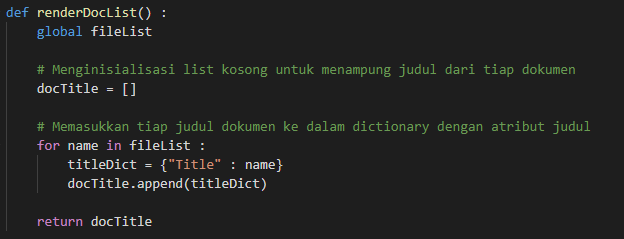 def renderDocList() :
    global fileList

    # Menginisialisasi list kosong untuk menampung judul dari tiap dokumen
    docTitle = []

    # Memasukkan tiap judul dokumen ke dalam dictionary dengan atribut judul
    for name in fileList :
        titleDict = {"Title" : name}
        docTitle.append(titleDict)

    return docTitle